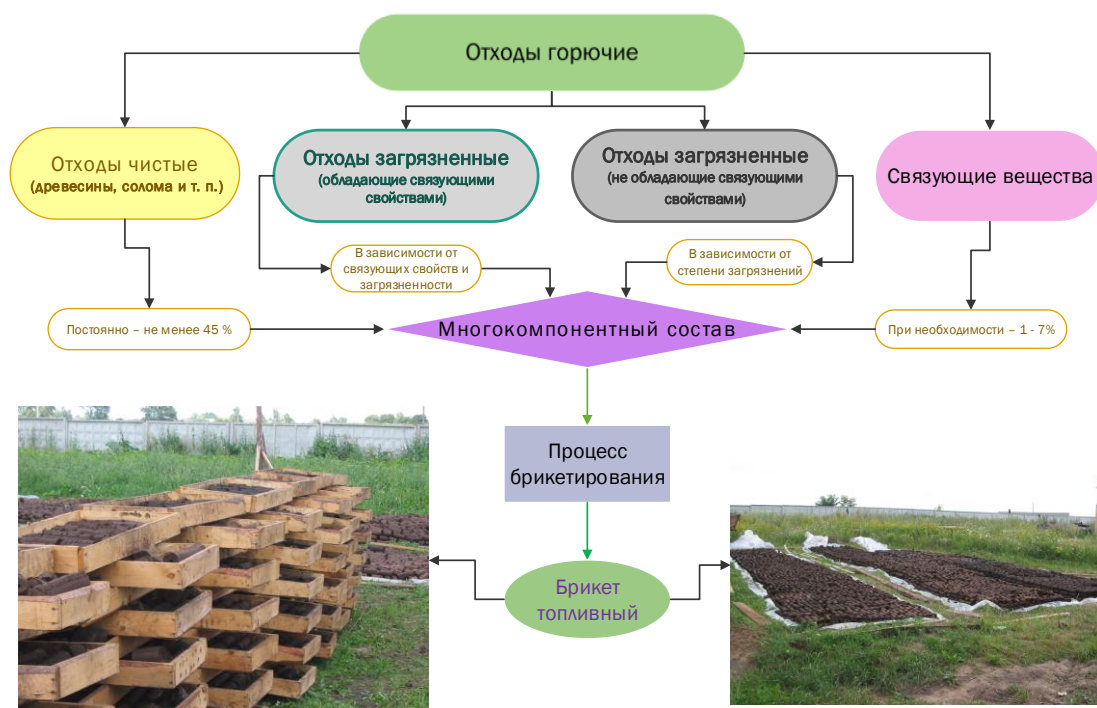 Отходы горючие
Отходы чистые
(древесины, солома и т. п.)
Отходы загрязненные
(обладающие связующими
свойствами)
Отходы загрязненные
(не обладающие связующими
свойствами)
Связующие вещества
В зависимости от
связующих свойств и
загрязненности
В зависимости от
степени загрязнений
Постоянно – не менее 45 %
Многокомпонентный состав
При необходимости – 1 - 7%
Процесс
брикетирования
Брикет
топливный